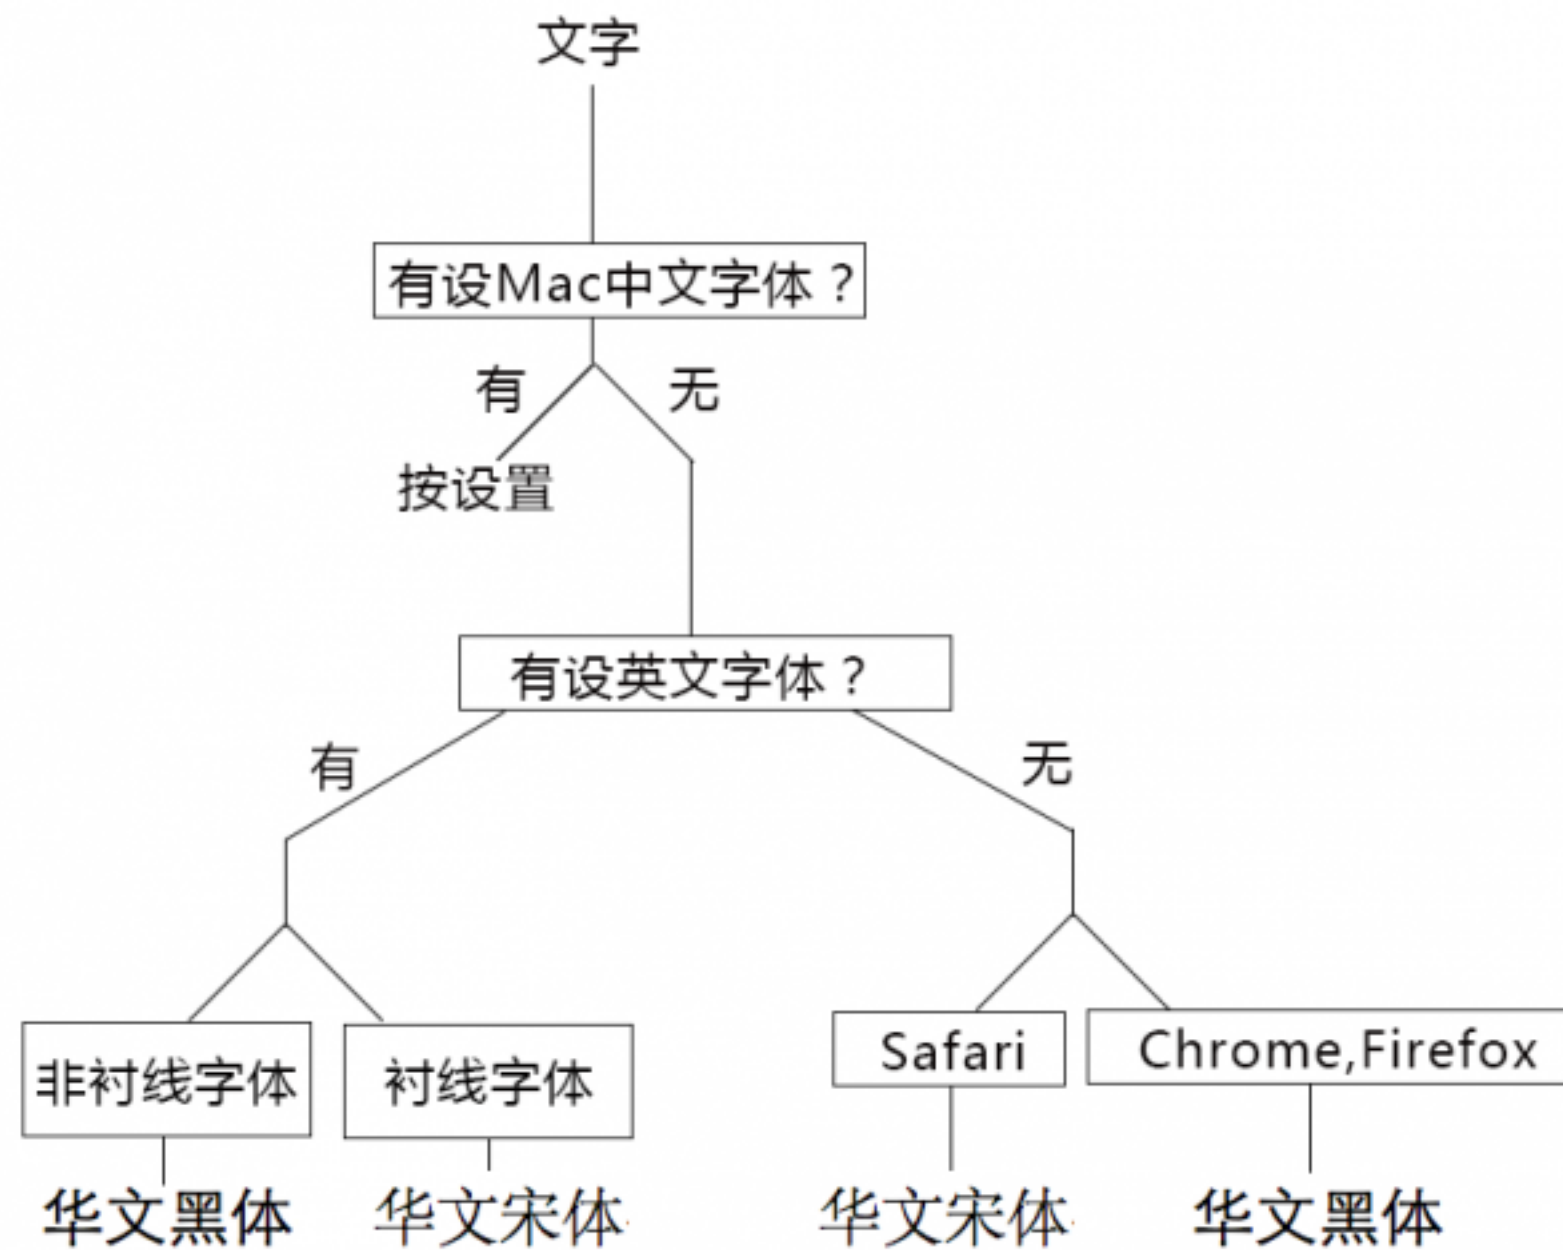 文字
有设Mac中文字体？
有 无
按设置
有设英文字体？
有 无
非衬线字体 衬线字体 Safari Chrome,Firefox
华文黑体 华文宋体 华文宋体 华文黑体